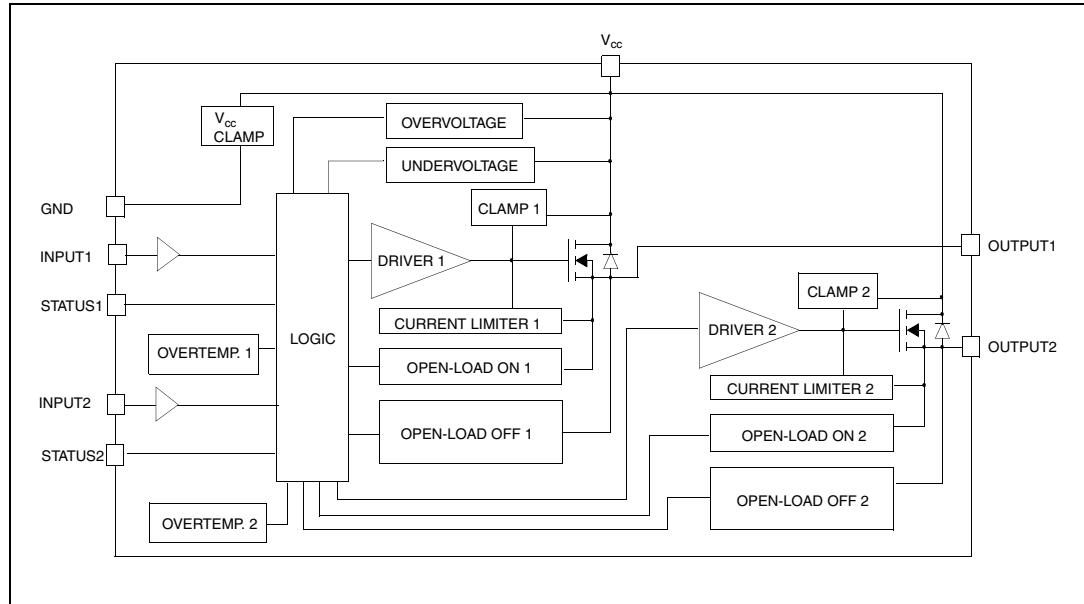 Vcc
Vcc
CLAMP
OVERVOLTAGE
UNDERVOLTAGE
GND
CLAMP 1
INPUT1
DRIVER 1
OUTPUT1
STATUS1
CLAMP 2
CURRENT LIMITER 1
DRIVER 2
LOGIC
OVERTEMP. 1
OUTPUT2
OPEN-LOAD ON 1
CURRENT LIMITER 2
INPUT2
OPEN-LOAD OFF 1
OPEN-LOAD ON 2
STATUS2
OPEN-LOAD OFF 2
OVERTEMP. 2